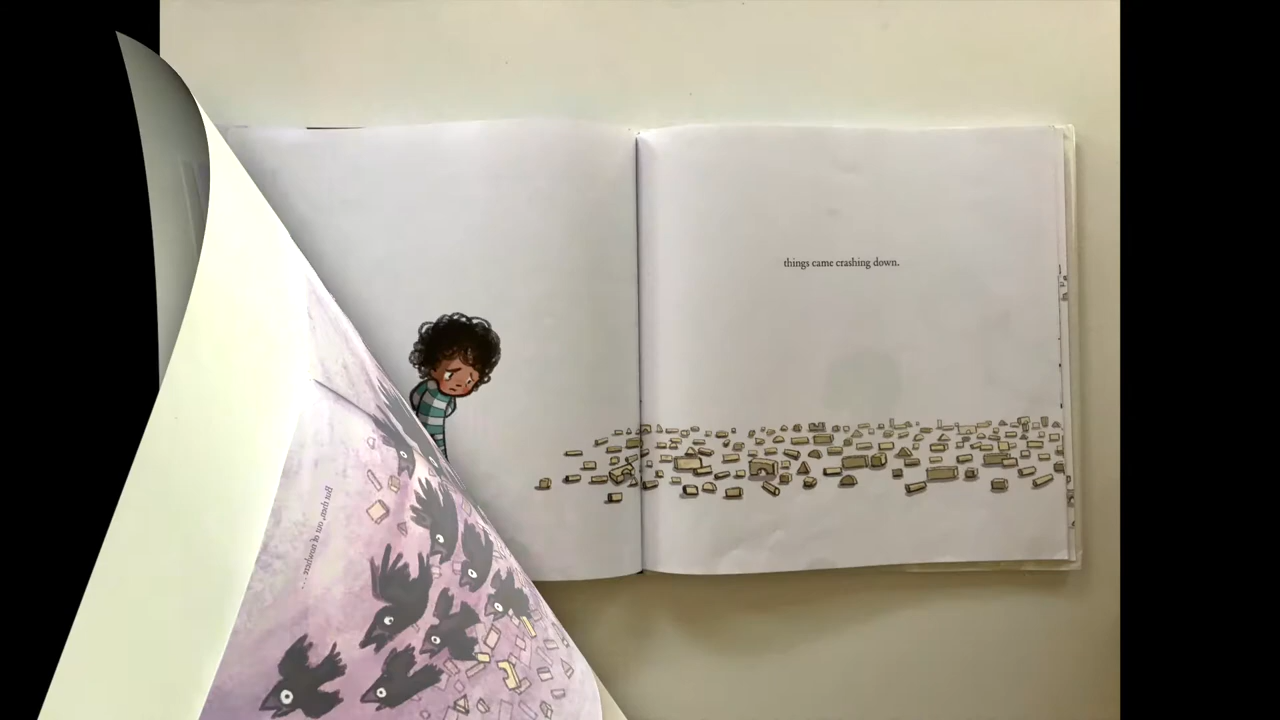 But then, out of nowhere . . .
things came crashing down.